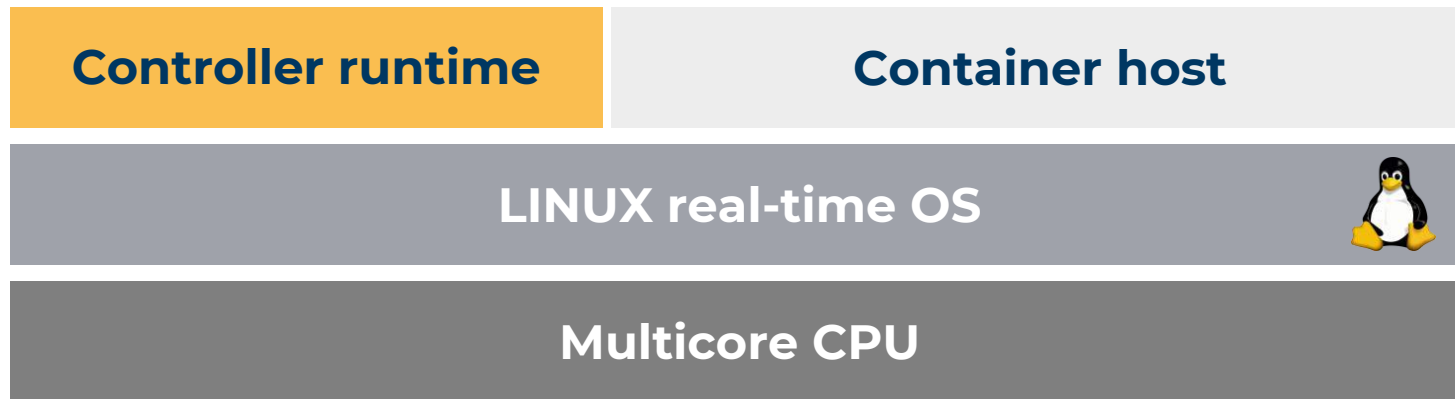 Controller runtime
Container host
LINUX real-time OS
Multicore CPU